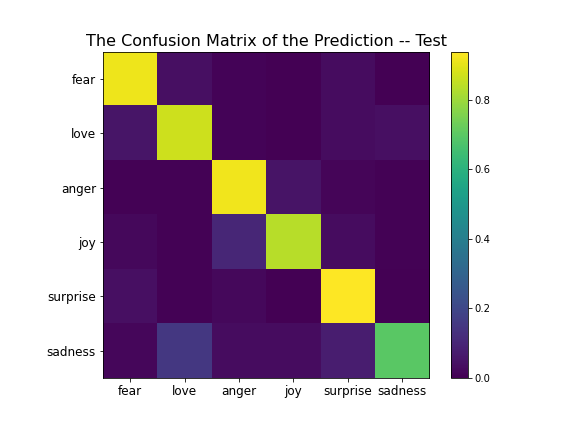 The Confusion Matrix of the Prediction -- Test
fear
love
anger
joy
surprise
sadness
fear love anger joy surprise sadness
0.8
0.6
0.4
0.2
0.0